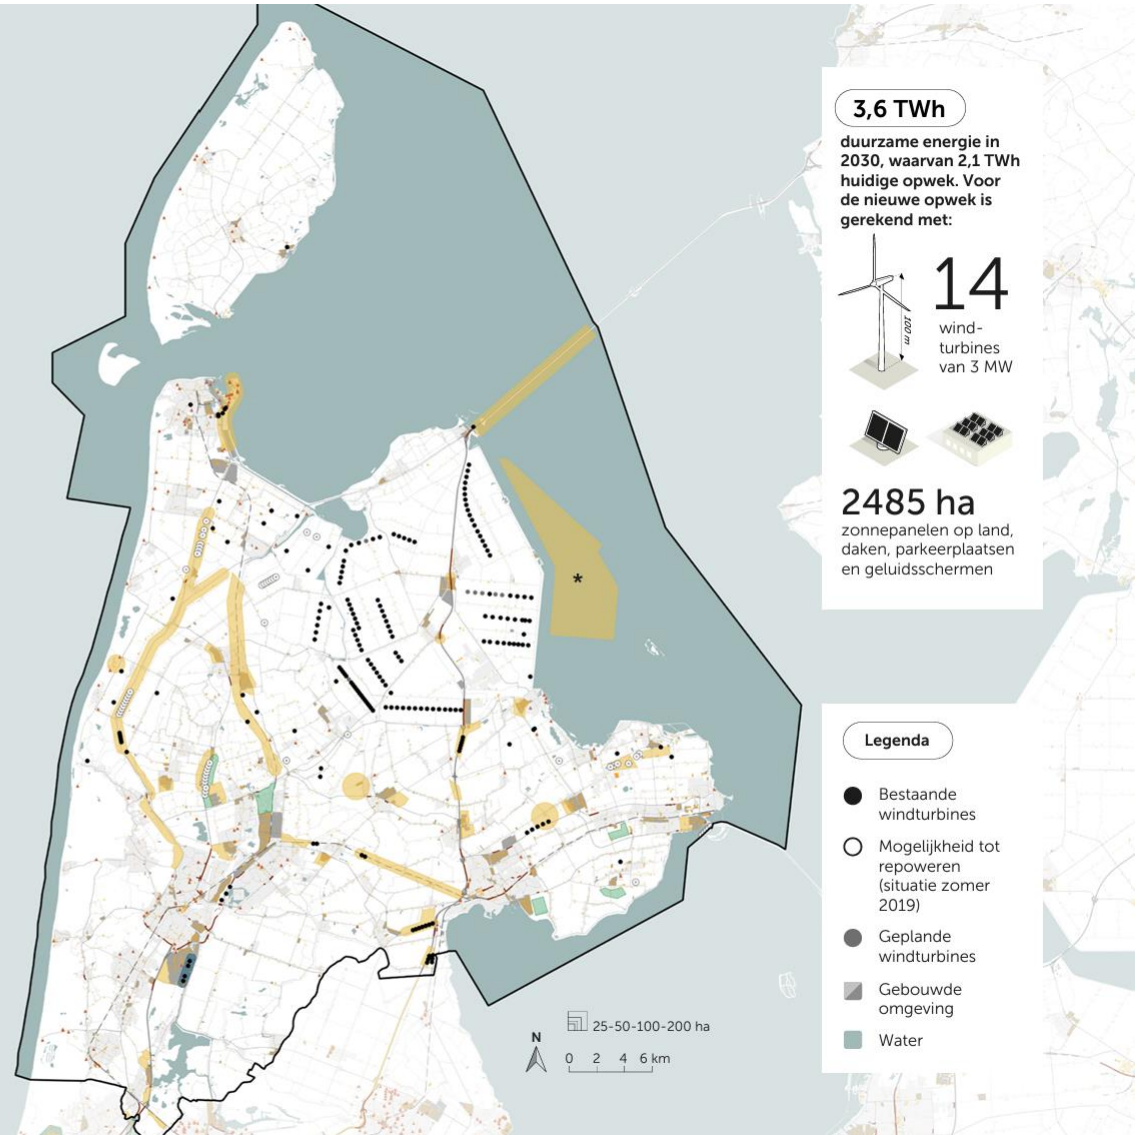 3,6 TWh
duurzame energie in
2030, waarvan 2,1 TWh
huidige opwek. Voor
de nieuwe opwek is
gerekend met:
100 m
14
wind-
turbines
van 3 MW
2485 ha
zonnepanelen op land,
daken, parkeerplaatsen
en geluidsschermen
*
Legenda
Bestaande
windturbines
Mogelijkheid tot
repoweren
(situatie zomer
2019)
Geplande
windturbines
Gebouwde
omgeving
Water
25-50-100-200 ha
N
0 2 4 6 km